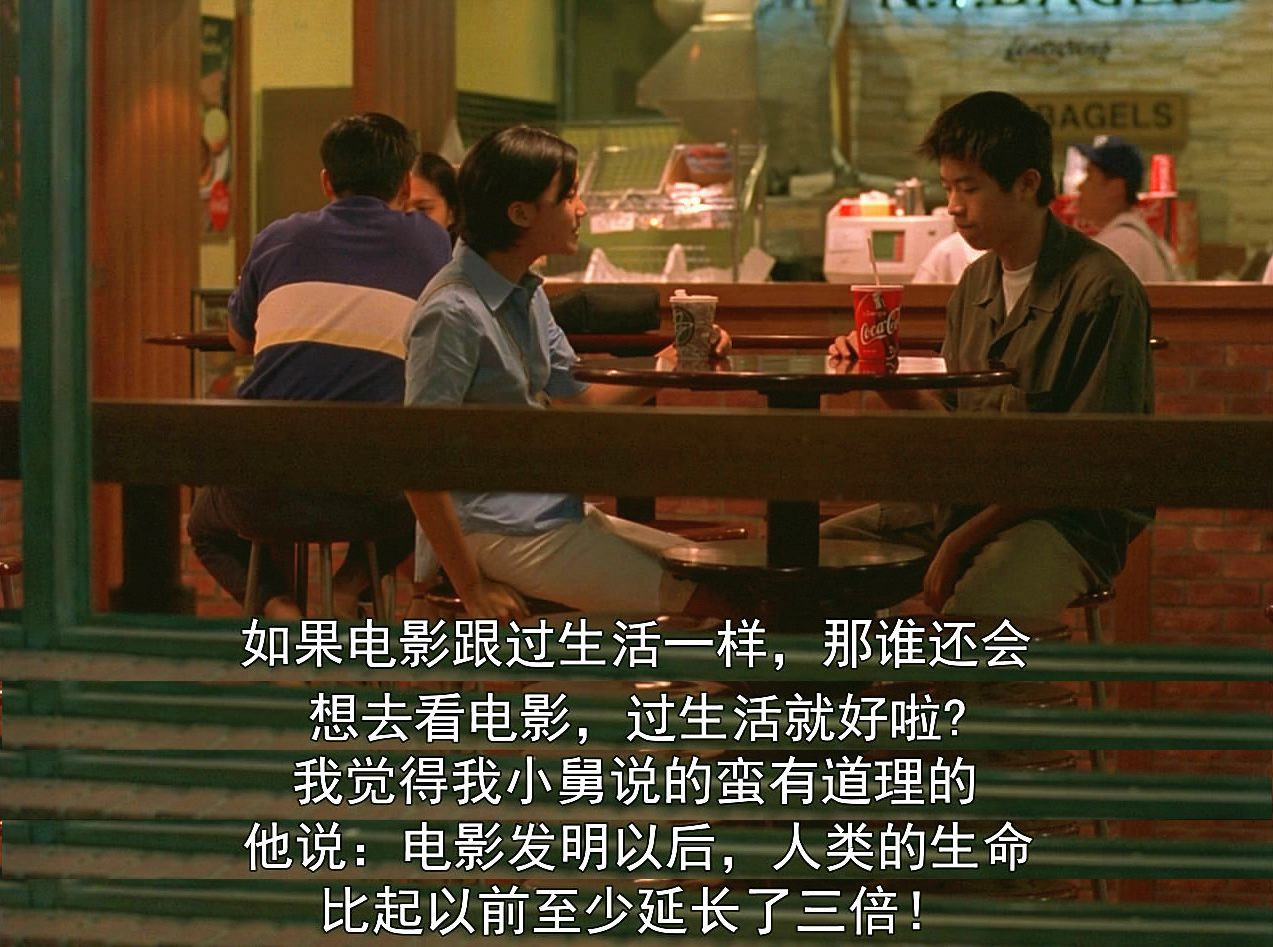 N.Y.BAGELS
BAGELS
Coca-Cola
如果电影跟过生活一样，那谁还会
想去看电影，过生活就好啦？
我觉得我小舅说的蛮有道理的
他说：电影发明以后，人类的生命
比起以前至少延长了三倍！